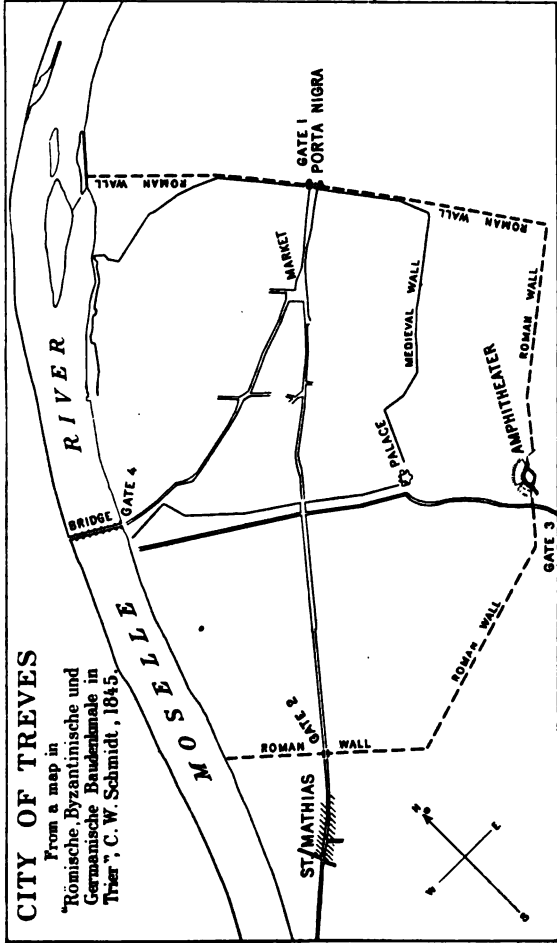 CITY OF TREVES
From a map in
"Römische, Byzantinische und
Germanische Baudenkmale in
Trier", C. W. Schmidt, 1845.
RIVER
MOSELLE
BRIDGE
GATE 4
ROMAN WALL
GATE 1
PORTA NIGRA
MARKET
ROMAN WALL
MEDIEVAL WALL
ROMAN WALL
PALACE
AMPHITHEATER
GATE 3
ROMAN WALL
GATE 2
ROMAN WALL
ST/MATHIAS
N
E
S
W